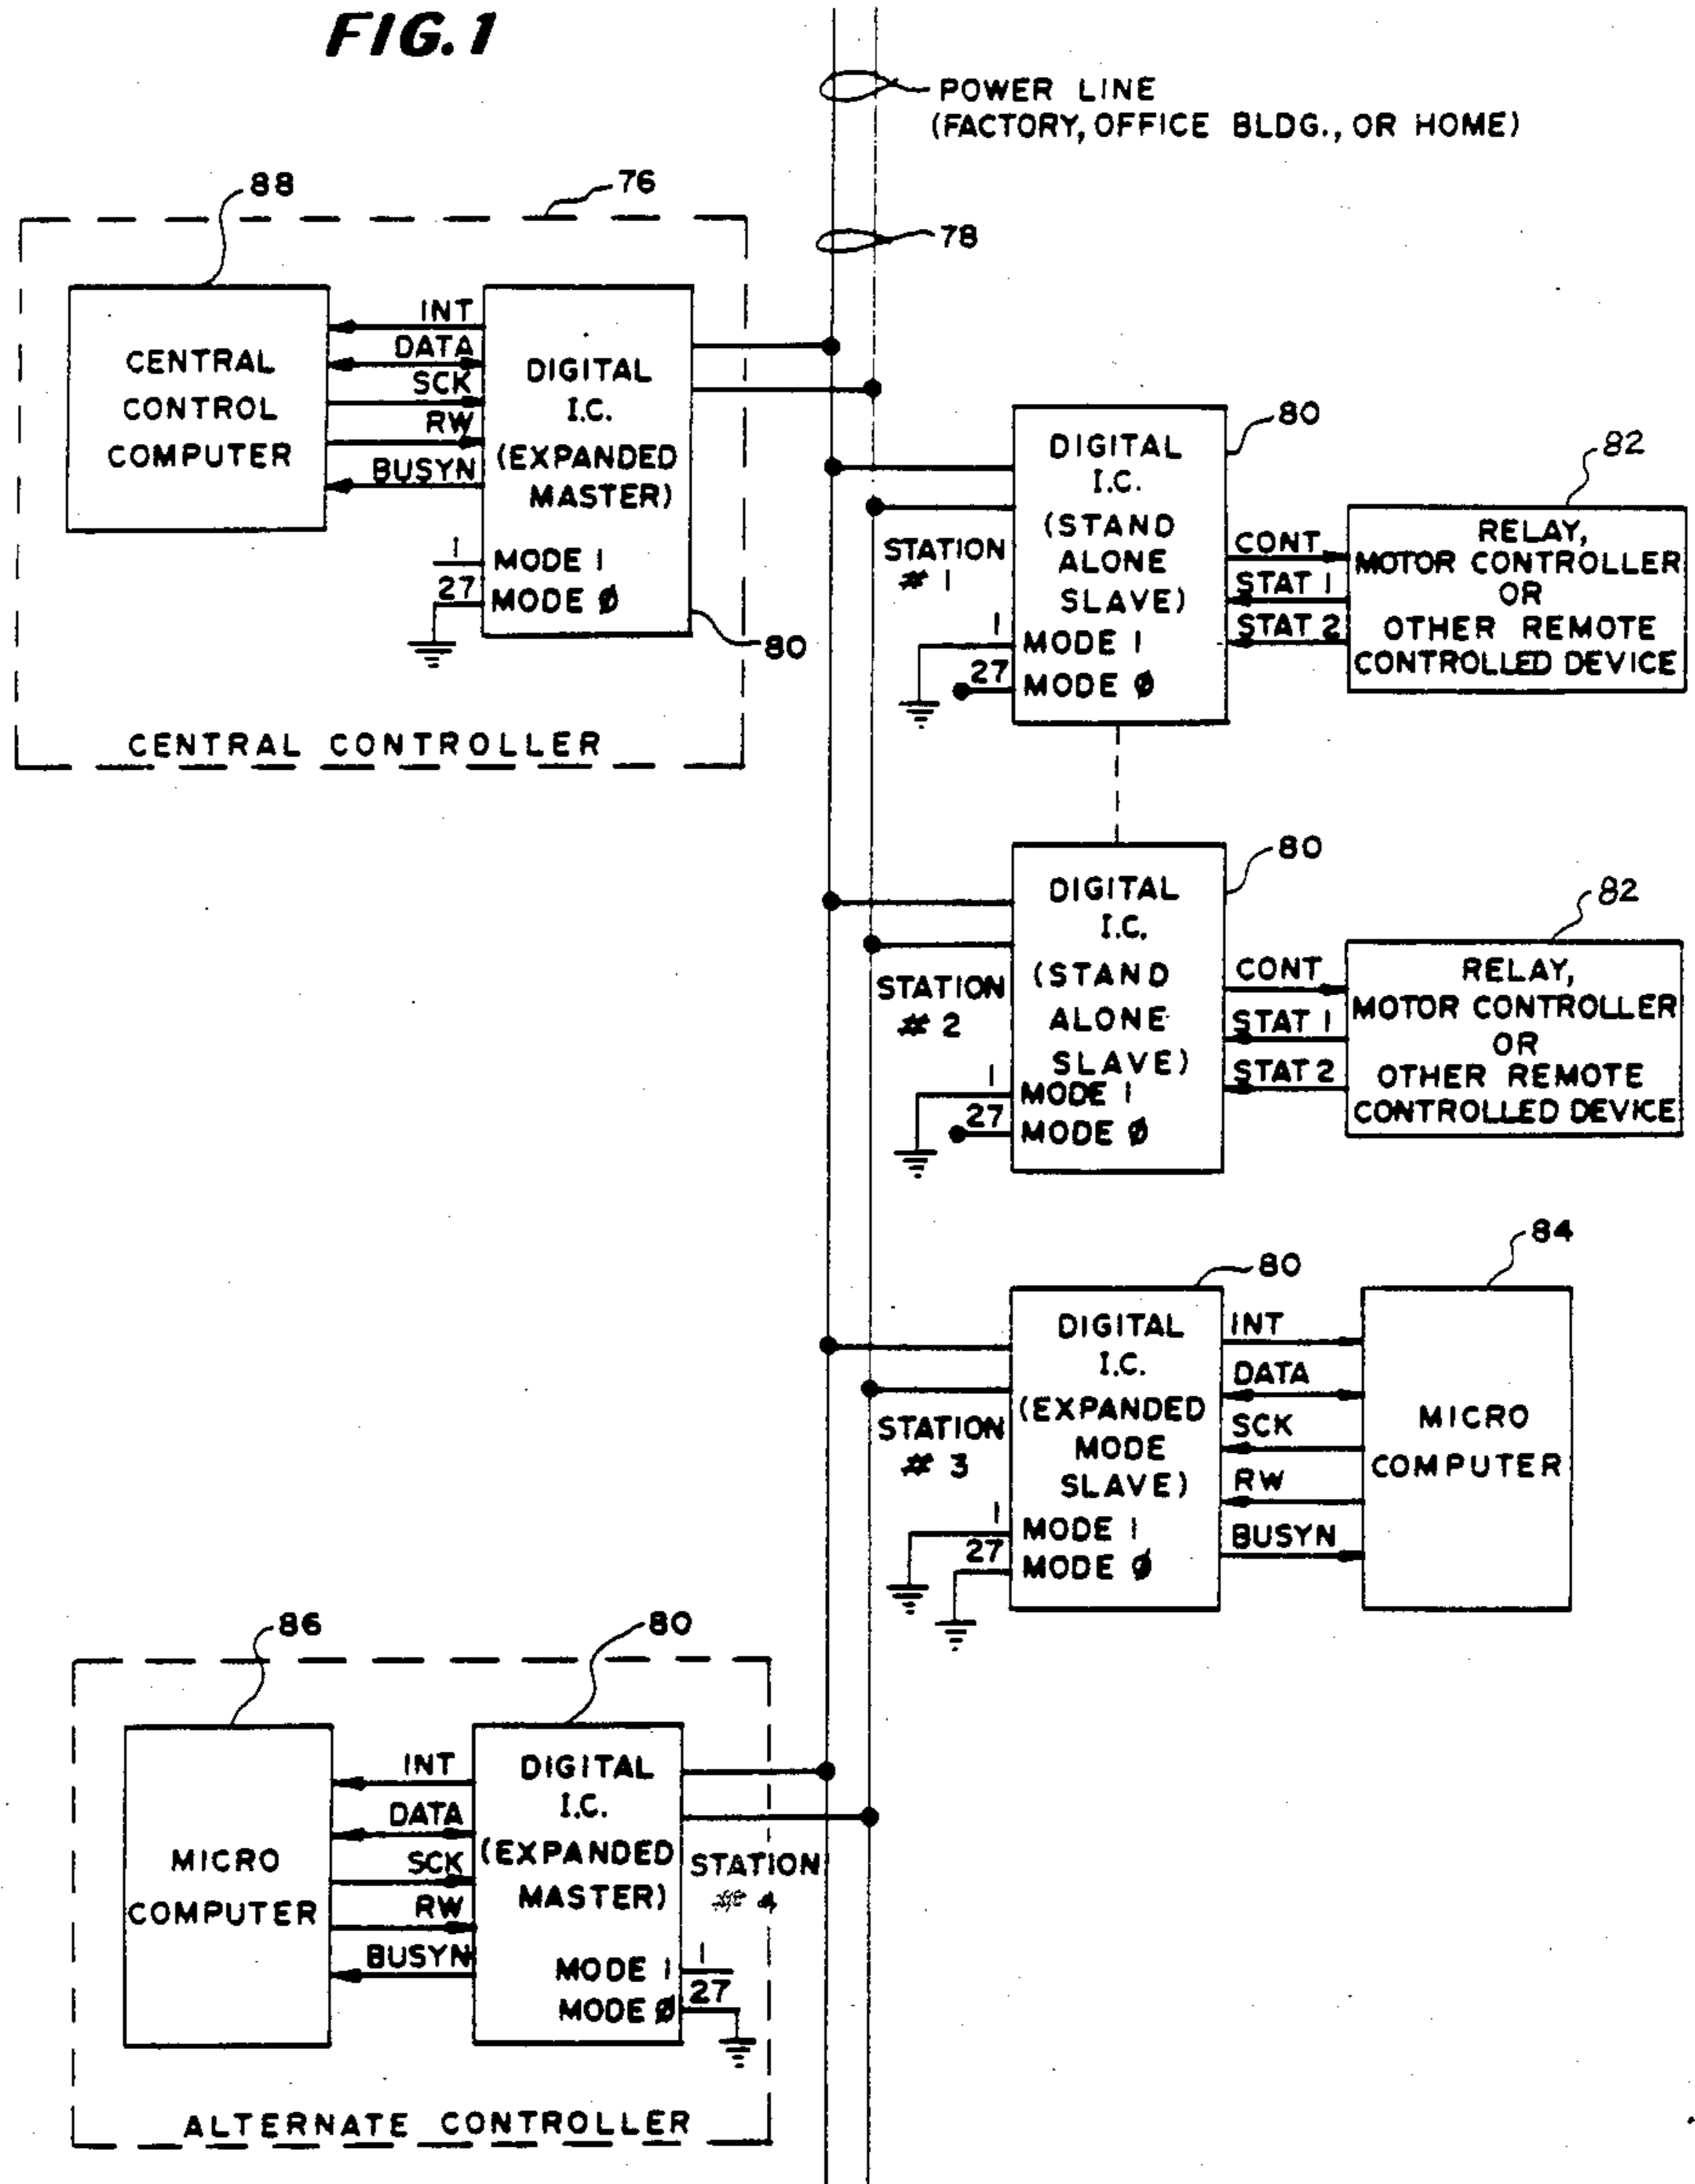 FIG. 1
POWER LINE
(FACTORY, OFFICE BLDG., OR HOME)
88
76
78
INT
DATA
SCK
RW
BUSYN
CENTRAL
CONTROL
COMPUTER
DIGITAL
I.C.
(EXPANDED
MASTER)
1
MODE 1
27
MODE Ø
80
CENTRAL CONTROLLER
80
DIGITAL
I.C.
(STAND
ALONE
SLAVE)
STATION
# 1
1
MODE 1
27
MODE Ø
CONT
STAT 1
STAT 2
82
RELAY,
MOTOR CONTROLLER
OR
OTHER REMOTE
CONTROLLED DEVICE
80
DIGITAL
I.C.
(STAND
ALONE
SLAVE)
STATION
# 2
1
MODE 1
27
MODE Ø
CONT
STAT 1
STAT 2
82
RELAY,
MOTOR CONTROLLER
OR
OTHER REMOTE
CONTROLLED DEVICE
80
DIGITAL
I.C.
(EXPANDED
MODE
SLAVE)
STATION
# 3
1
MODE 1
27
MODE Ø
INT
DATA
SCK
RW
BUSYN
84
MICRO
COMPUTER
86
80
MICRO
COMPUTER
INT
DATA
SCK
RW
BUSYN
DIGITAL
I.C.
(EXPANDED
MASTER)
STATION
# 4
1
MODE 1
27
MODE Ø
ALTERNATE CONTROLLER